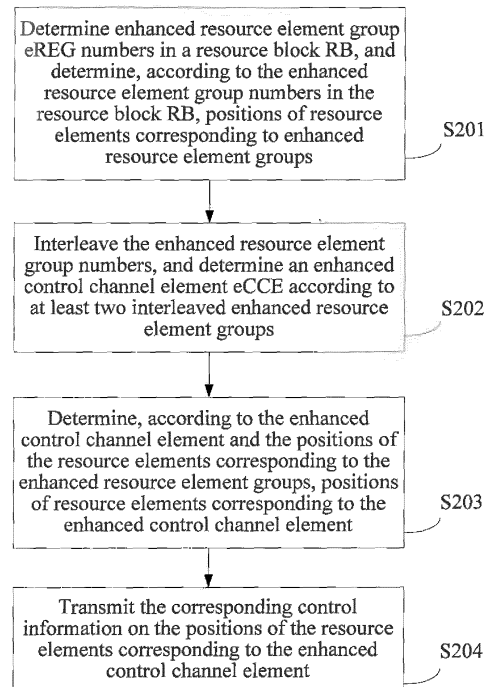 Determine enhanced resource element group
eREG numbers in a resource block RB, and
determine, according to the enhanced
resource element group numbers in the
resource block RB, positions of resource
elements corresponding to enhanced
resource element groups
S201
Interleave the enhanced resource element
group numbers, and determine an enhanced
control channel element eCCE according to
at least two interleaved enhanced resource
element groups
S202
Determine, according to the enhanced
control channel element and the positions of
the resource elements corresponding to the
enhanced resource element groups, positions
of resource elements corresponding to the
enhanced control channel element
S203
Transmit the corresponding control
information on the positions of the resource
elements corresponding to the enhanced
control channel element
S204